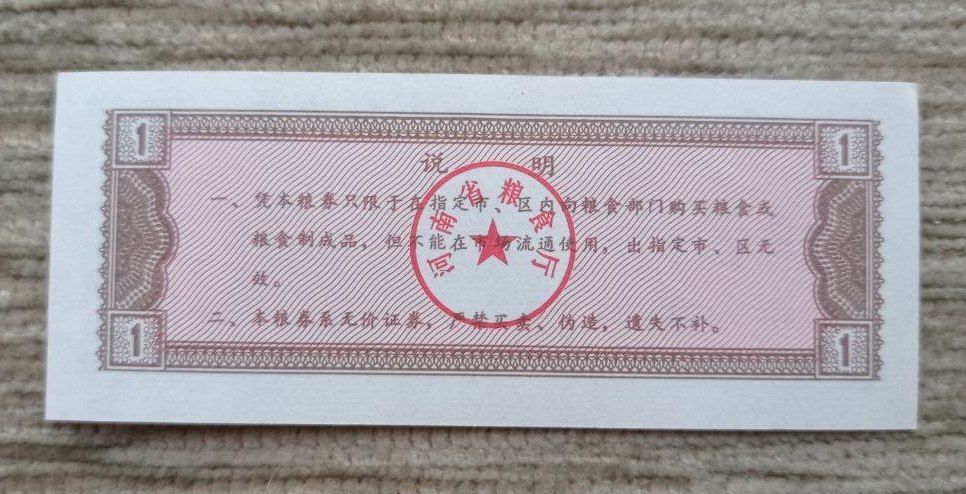 1 1
说 明
一、凭本粮券只限于在指定市、区内向粮食部门购买粮食或
粮食制成品，但不能在市场流通使用，出指定市、区无
效。
二。本粮券系无价证券，严禁买卖、伪造，遗失不补。
河南省粮食厅
1 1